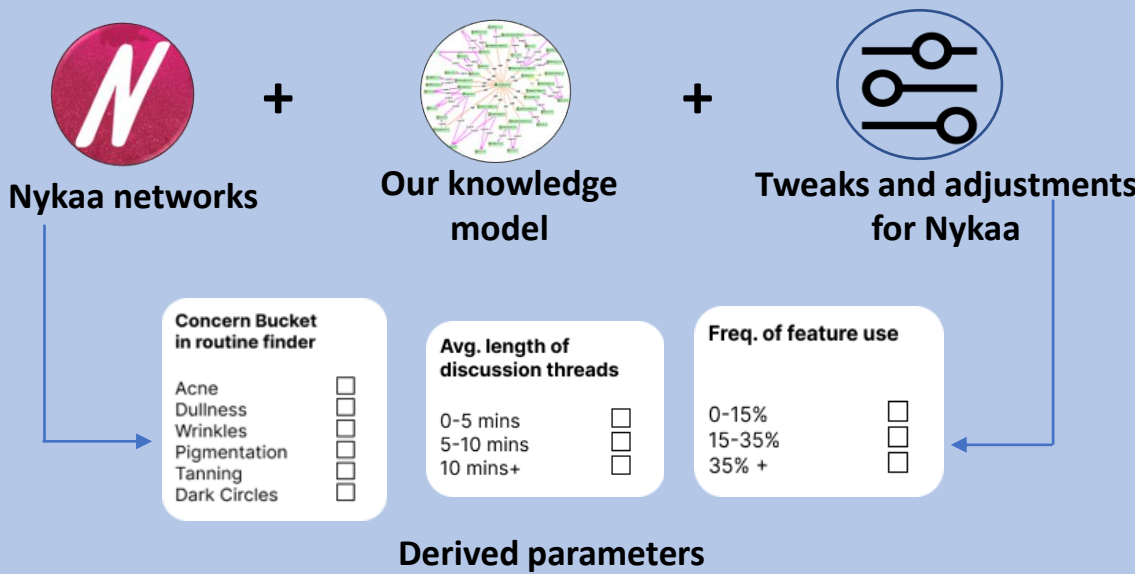 N
+
+
Nykaa networks
Our knowledge
model
Tweaks and adjustments
for Nykaa
Concern Bucket
in routine finder
Acne
Dullness
Wrinkles
Pigmentation
Tanning
Dark Circles
Avg. length of
discussion threads
0-5 mins
5-10 mins
10 mins+
Freq. of feature use
0-15%
15-35%
35% +
Derived parameters